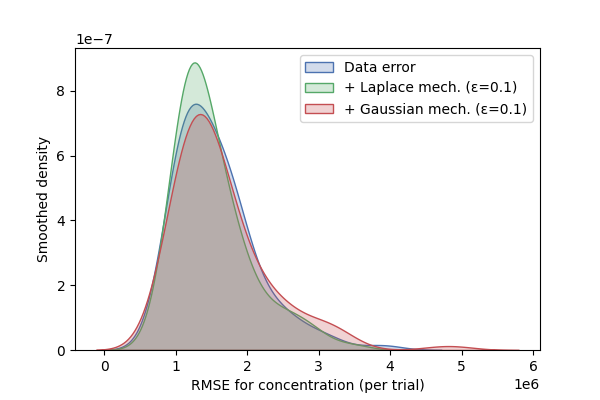 1e−7
Data error
+ Laplace mech. (ε=0.1)
+ Gaussian mech. (ε=0.1)
8
6
4
2
0
Smoothed density
0 1 2 3 4 5 6
RMSE for concentration (per trial)
1e6